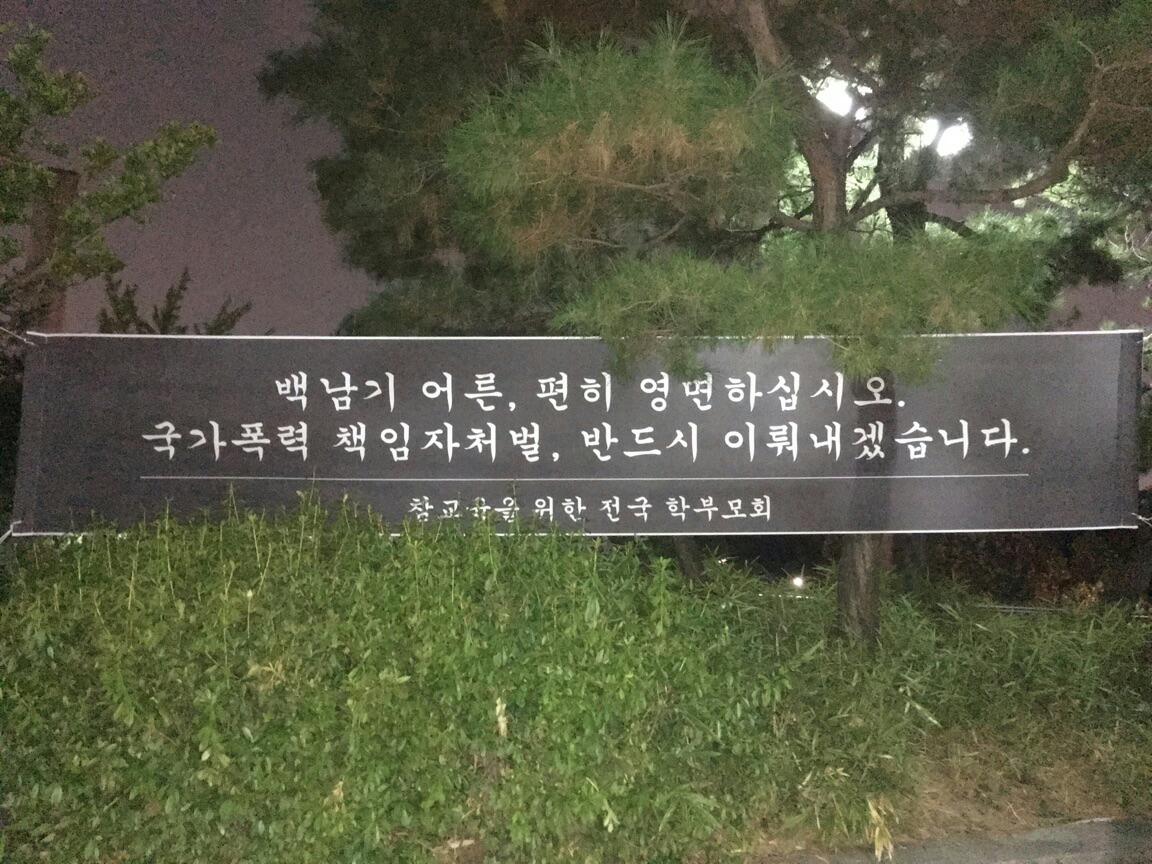 백남기 어른, 편히 영면하십시오.
국가폭력 책임자처벌, 반드시 이뤄내겠습니다.
참교육을 위한 전국 학부모회